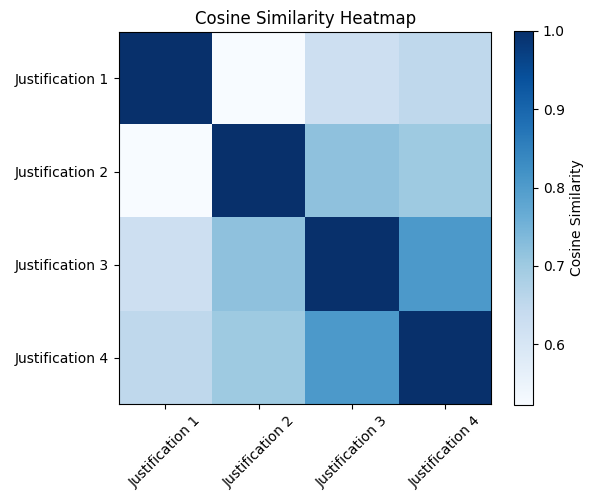 Cosine Similarity Heatmap
Justification 1
Justification 2
Justification 3
Justification 4
Justification 1
Justification 2
Justification 3
Justification 4
1.0
0.9
0.8
0.7
0.6
Cosine Similarity